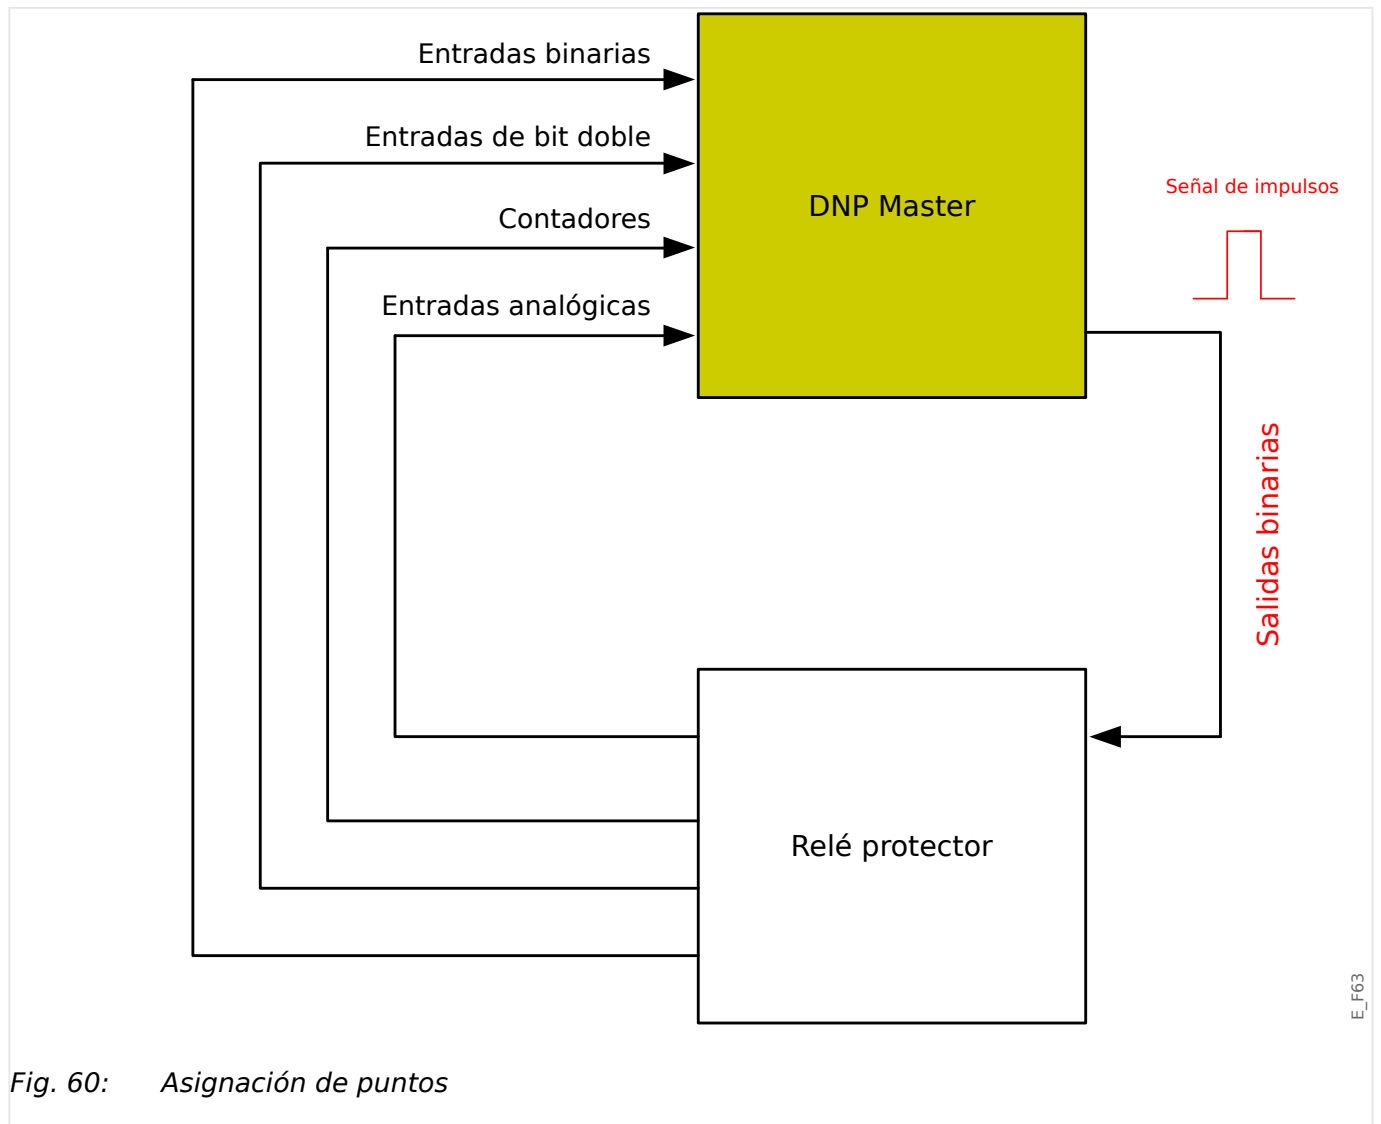 Entradas binarias
Entradas de bit doble
Contadores
Entradas analógicas
DNP Master
Señal de impulsos
Salidas binarias
Relé protector
E_F63
Fig. 60: Asignación de puntos